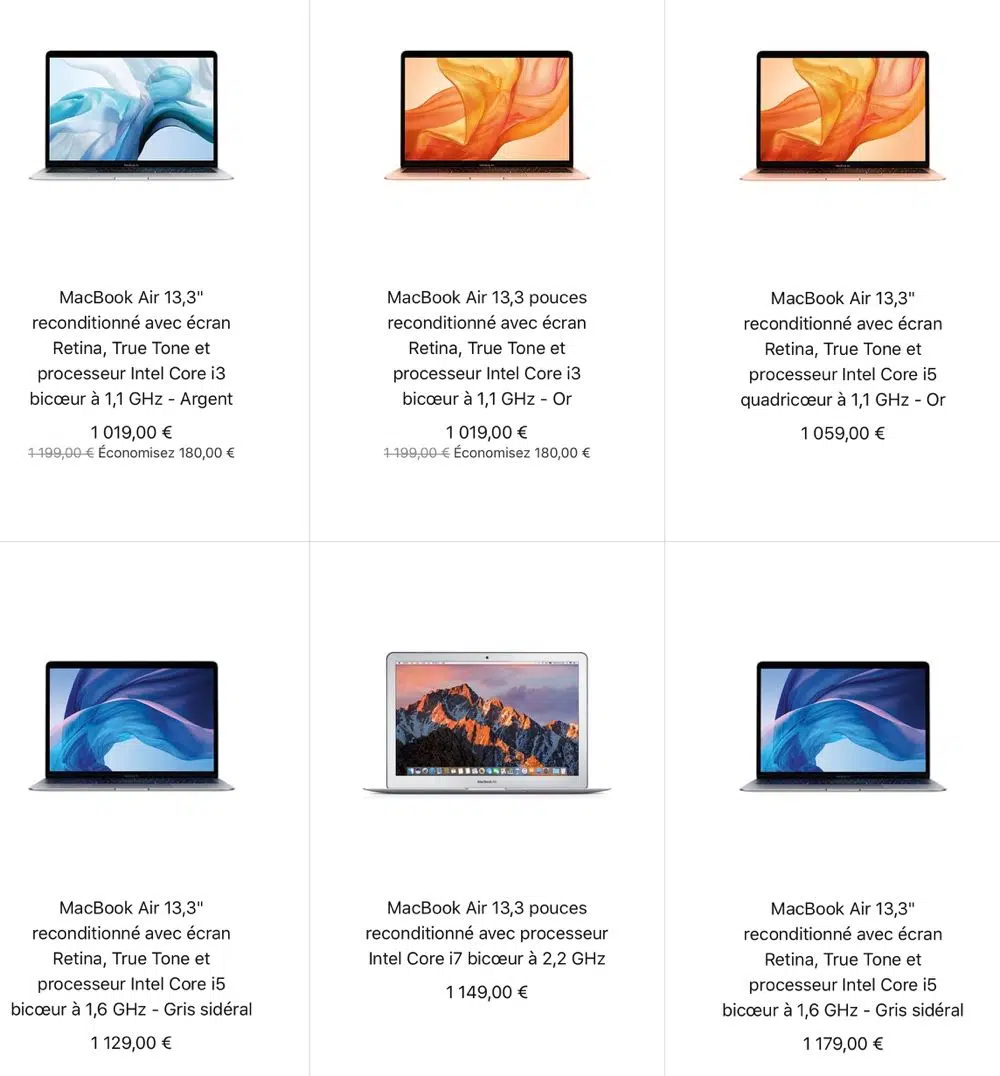 MacBook Air 13,3"
reconditionné avec écran
Retina, True Tone et
processeur Intel Core i3
bicœur à 1,1 GHz - Argent
1 019,00 €
1 199,00 € Économisez 180,00 €
MacBook Air 13,3 pouces
reconditionné avec écran
Retina, True Tone et
processeur Intel Core i3
bicœur à 1,1 GHz - Or
1 019,00 €
1 199,00 € Économisez 180,00 €
MacBook Air 13,3"
reconditionné avec écran
Retina, True Tone et
processeur Intel Core i5
quadricœur à 1,1 GHz - Or
1 059,00 €
MacBook Air 13,3"
reconditionné avec écran
Retina, True Tone et
processeur Intel Core i5
bicœur à 1,6 GHz - Gris sidéral
1 129,00 €
MacBook Air
MacBook Air 13,3 pouces
reconditionné avec processeur
Intel Core i7 bicœur à 2,2 GHz
1 149,00 €
MacBook Air 13,3"
reconditionné avec écran
Retina, True Tone et
processeur Intel Core i5
bicœur à 1,6 GHz - Gris sidéral
1 179,00 €